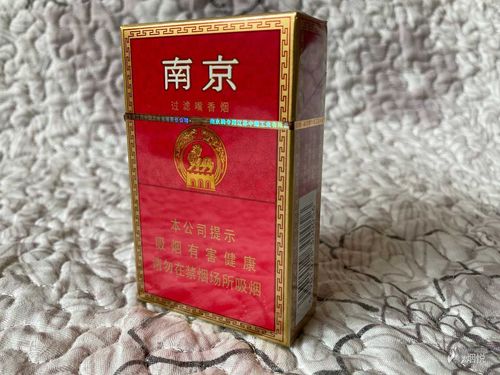 南京
过滤嘴香烟
本公司提示
吸烟有害健康
请勿在禁烟场所吸烟